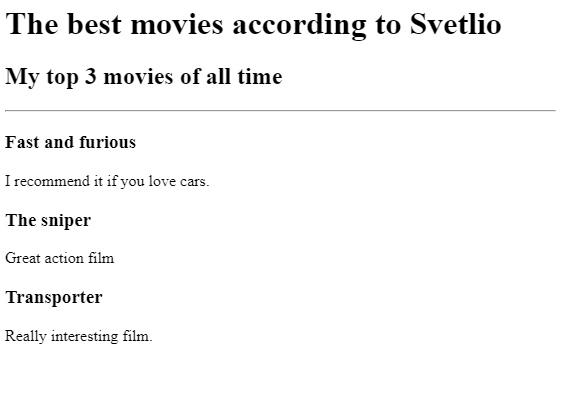 The best movies according to Svetlio
My top 3 movies of all time
Fast and furious
I recommend it if you love cars.
The sniper
Great action film
Transporter
Really interesting film.